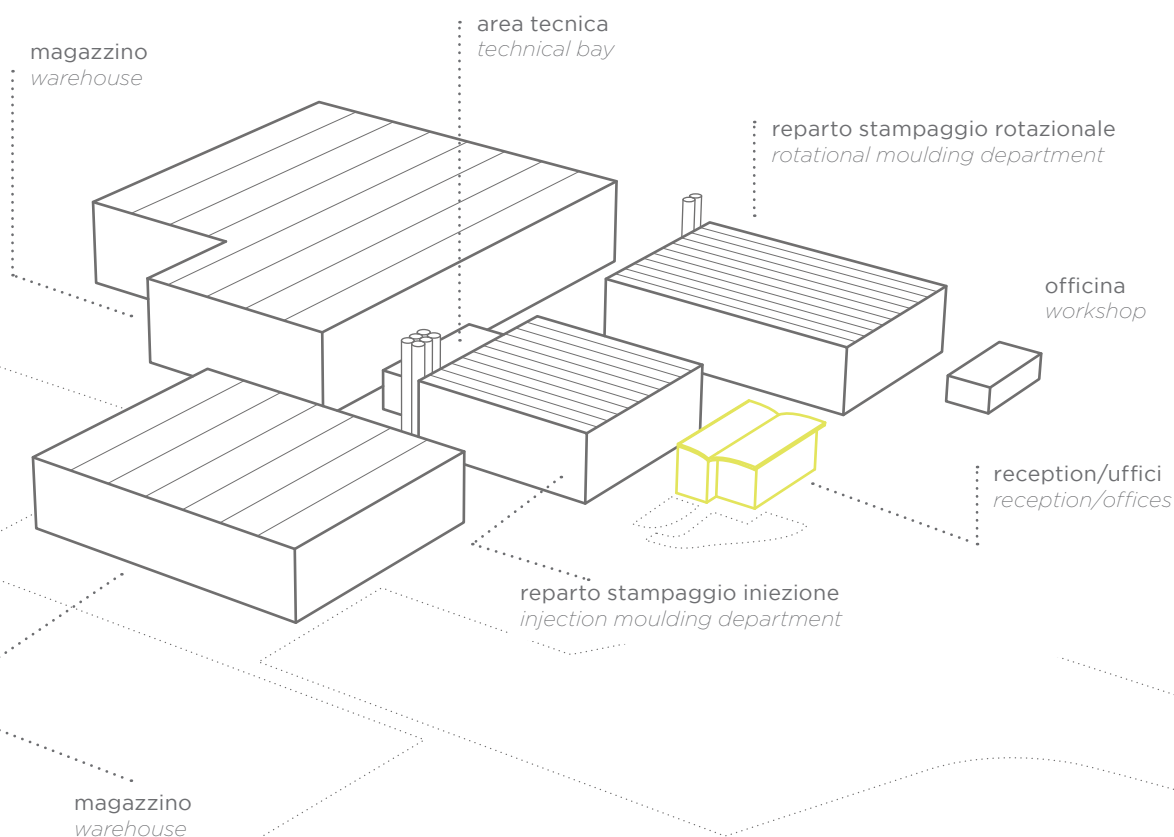 area tecnica
technical bay
magazzino
warehouse
reparto stampaggio rotazionale
rotational moulding department
officina
workshop
reception/uffici
reception/offices
reparto stampaggio iniezione
injection moulding department
magazzino
warehouse